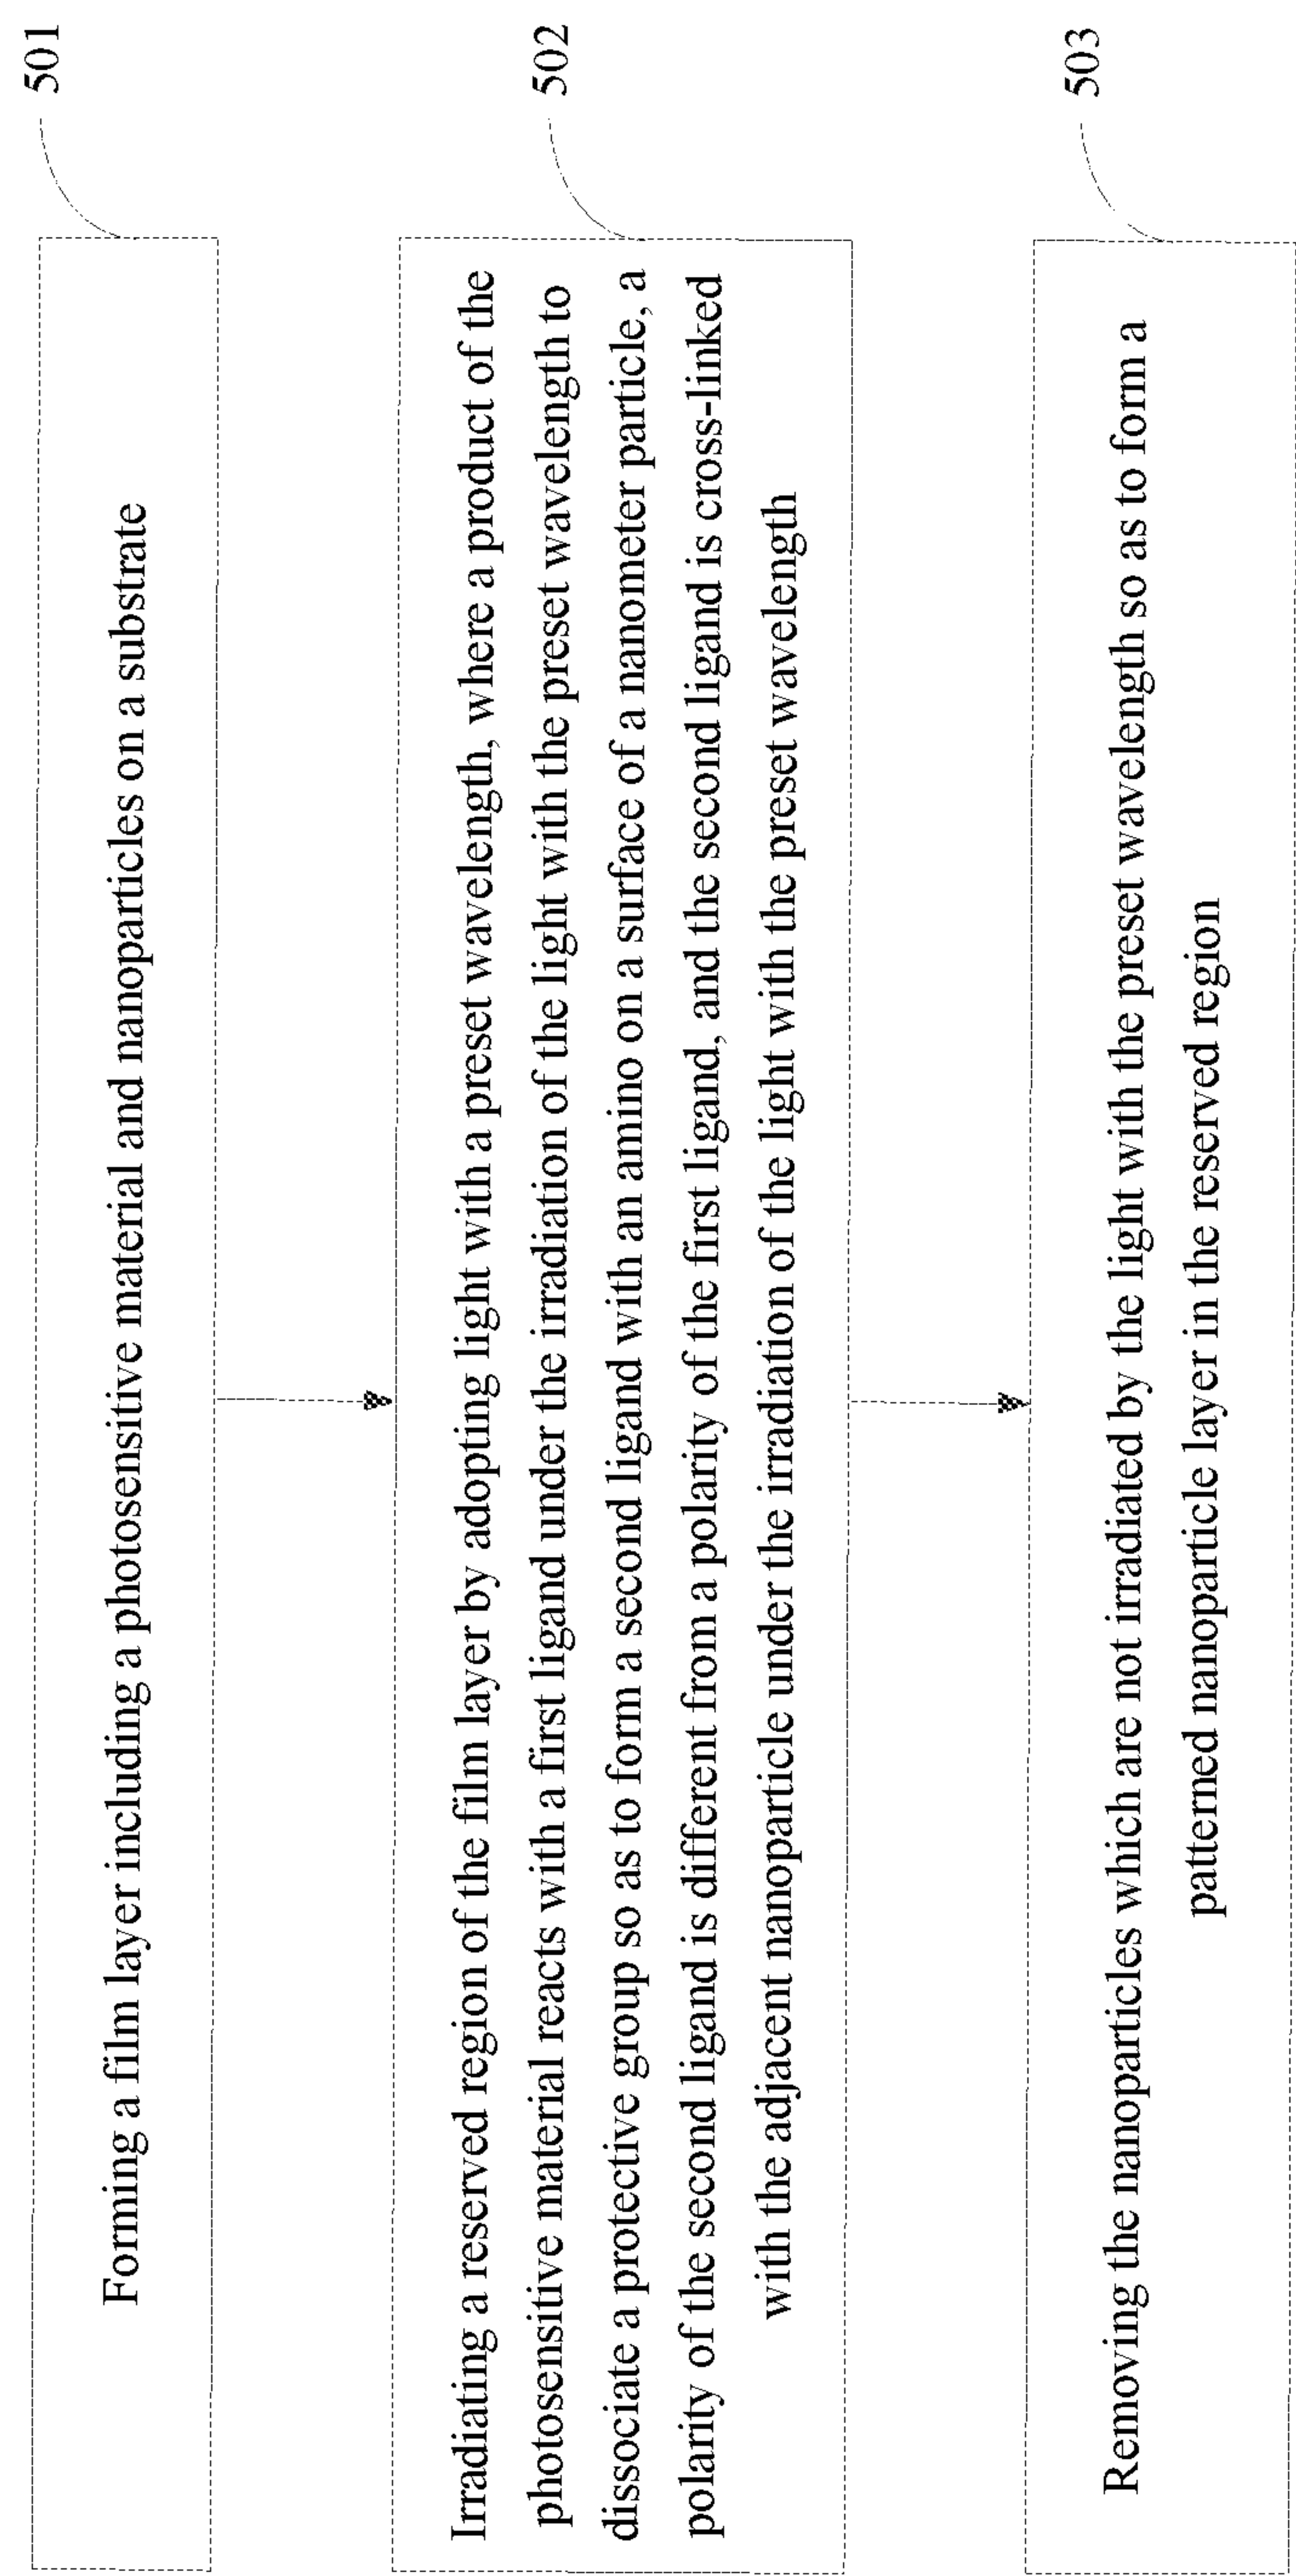 501
Forming a film layer including a photosensitive material and nanoparticles on a substrate
502
Irradiating a reserved region of the film layer by adopting light with a preset wavelength, where a product of the
photosensitive material reacts with a first ligand under the irradiation of the light with the preset wavelength to
dissociate a protective group so as to form a second ligand with an amino on a surface of a nanometer particle, a
polarity of the second ligand is different from a polarity of the first ligand, and the second ligand is cross-linked
with the adjacent nanoparticle under the irradiation of the light with the preset wavelength
503
Removing the nanoparticles which are not irradiated by the light with the preset wavelength so as to form a
patterned nanoparticle layer in the reserved region